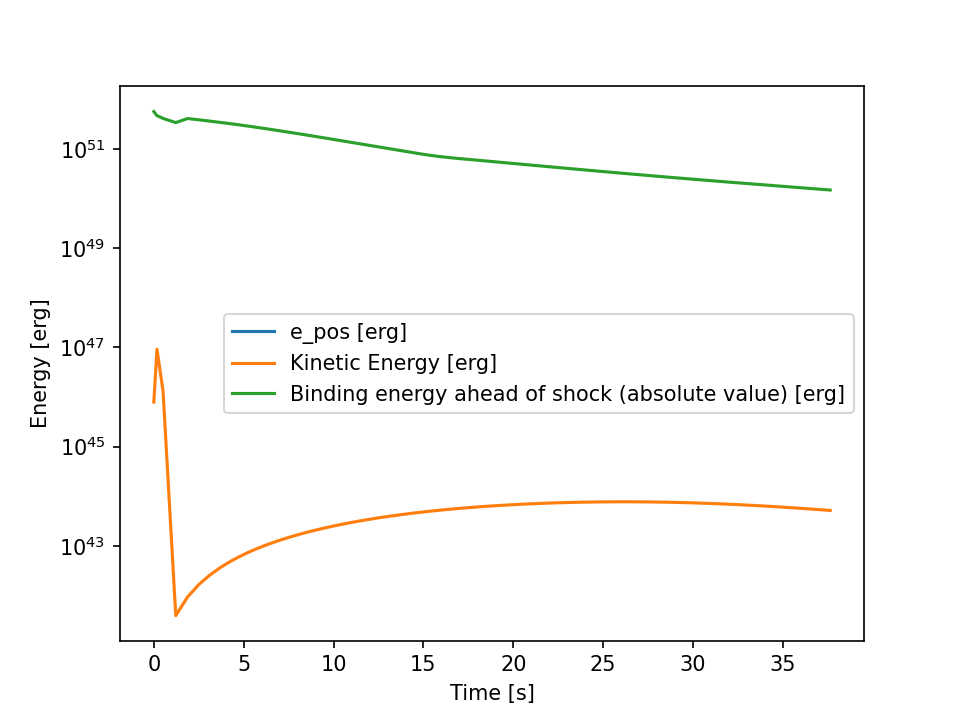 10^51
10^49
10^47
10^45
10^43
Energy [erg]
e_pos [erg]
Kinetic Energy [erg]
Binding energy ahead of shock (absolute value) [erg]
0 5 10 15 20 25 30 35
Time [s]